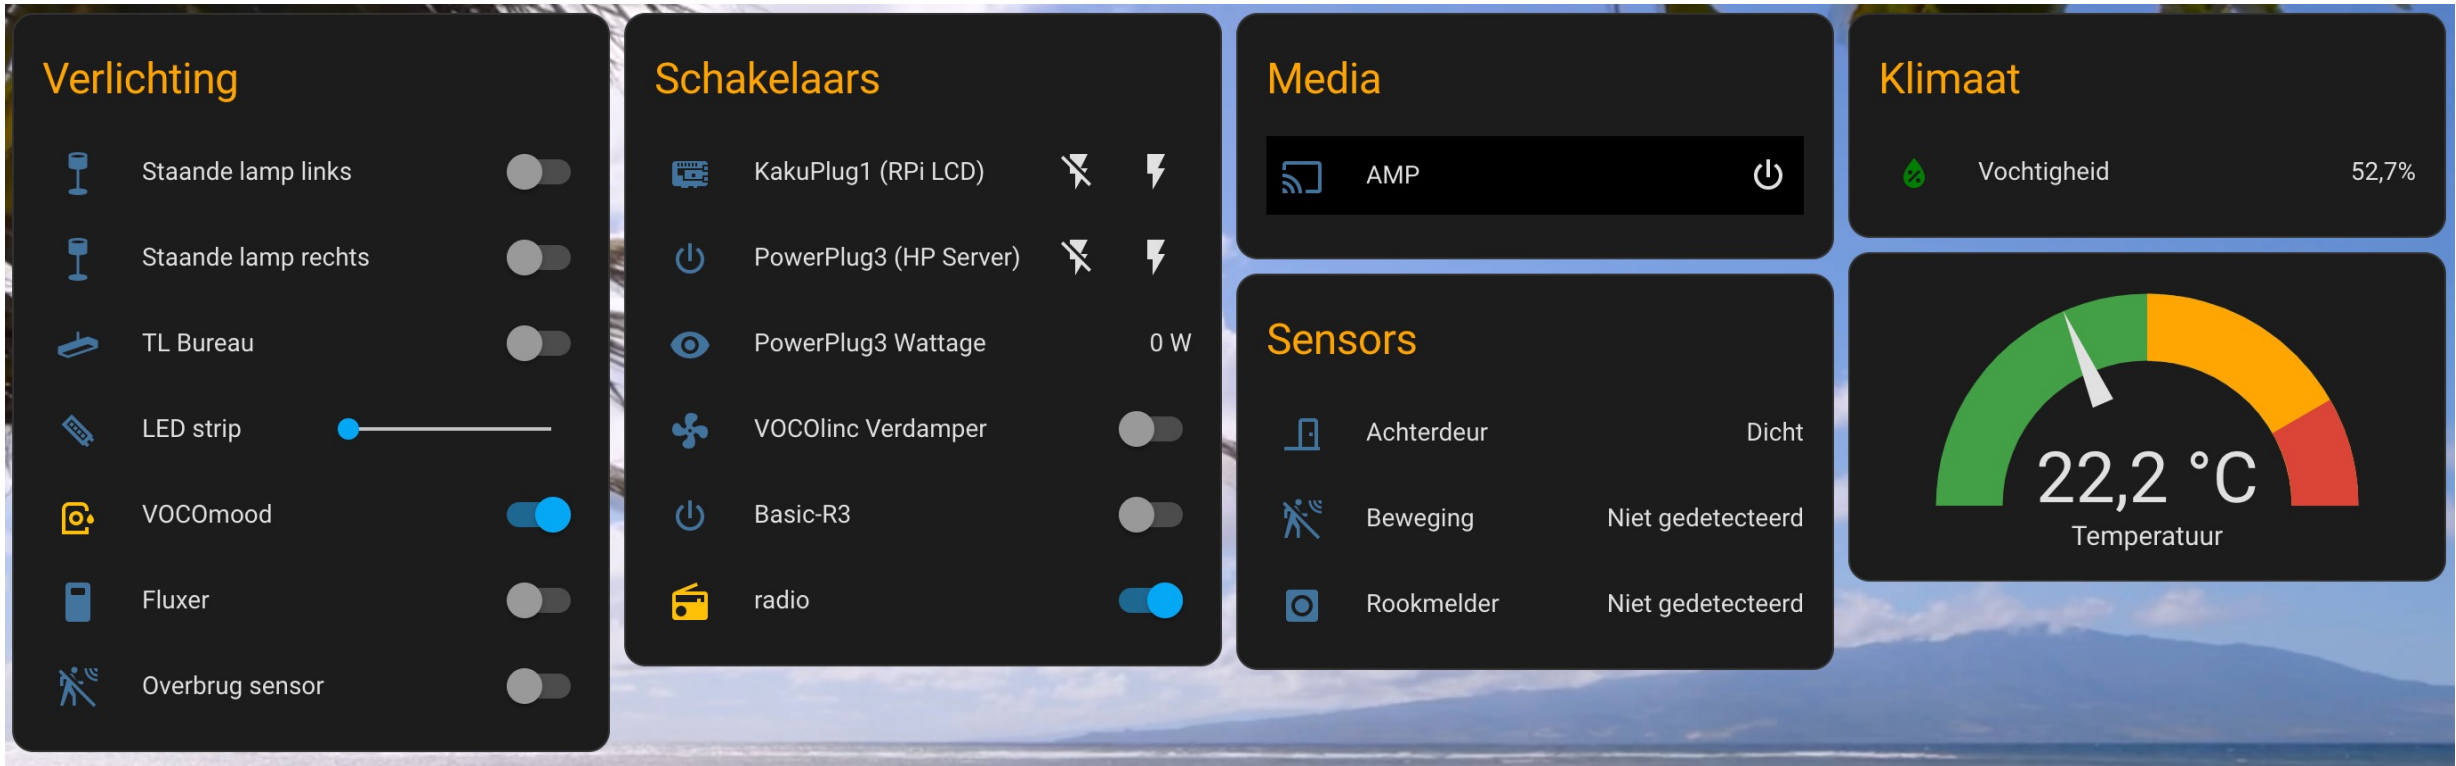 Verlichting
Staande lamp links
Staande lamp rechts
TL Bureau
LED strip
VOCOmood
Fluxer
Overbrug sensor
Schakelaars
KakuPlug1 (RPi LCD)
PowerPlug3 (HP Server)
PowerPlug3 Wattage 0 W
VOCOlinc Verdamper
Basic-R3
radio
Media
AMP
Sensors
Achterdeur Dicht
Beweging Niet gedetecteerd
Rookmelder Niet gedetecteerd
Klimaat
Vochtigheid 52,7%
22,2 °C
Temperatuur